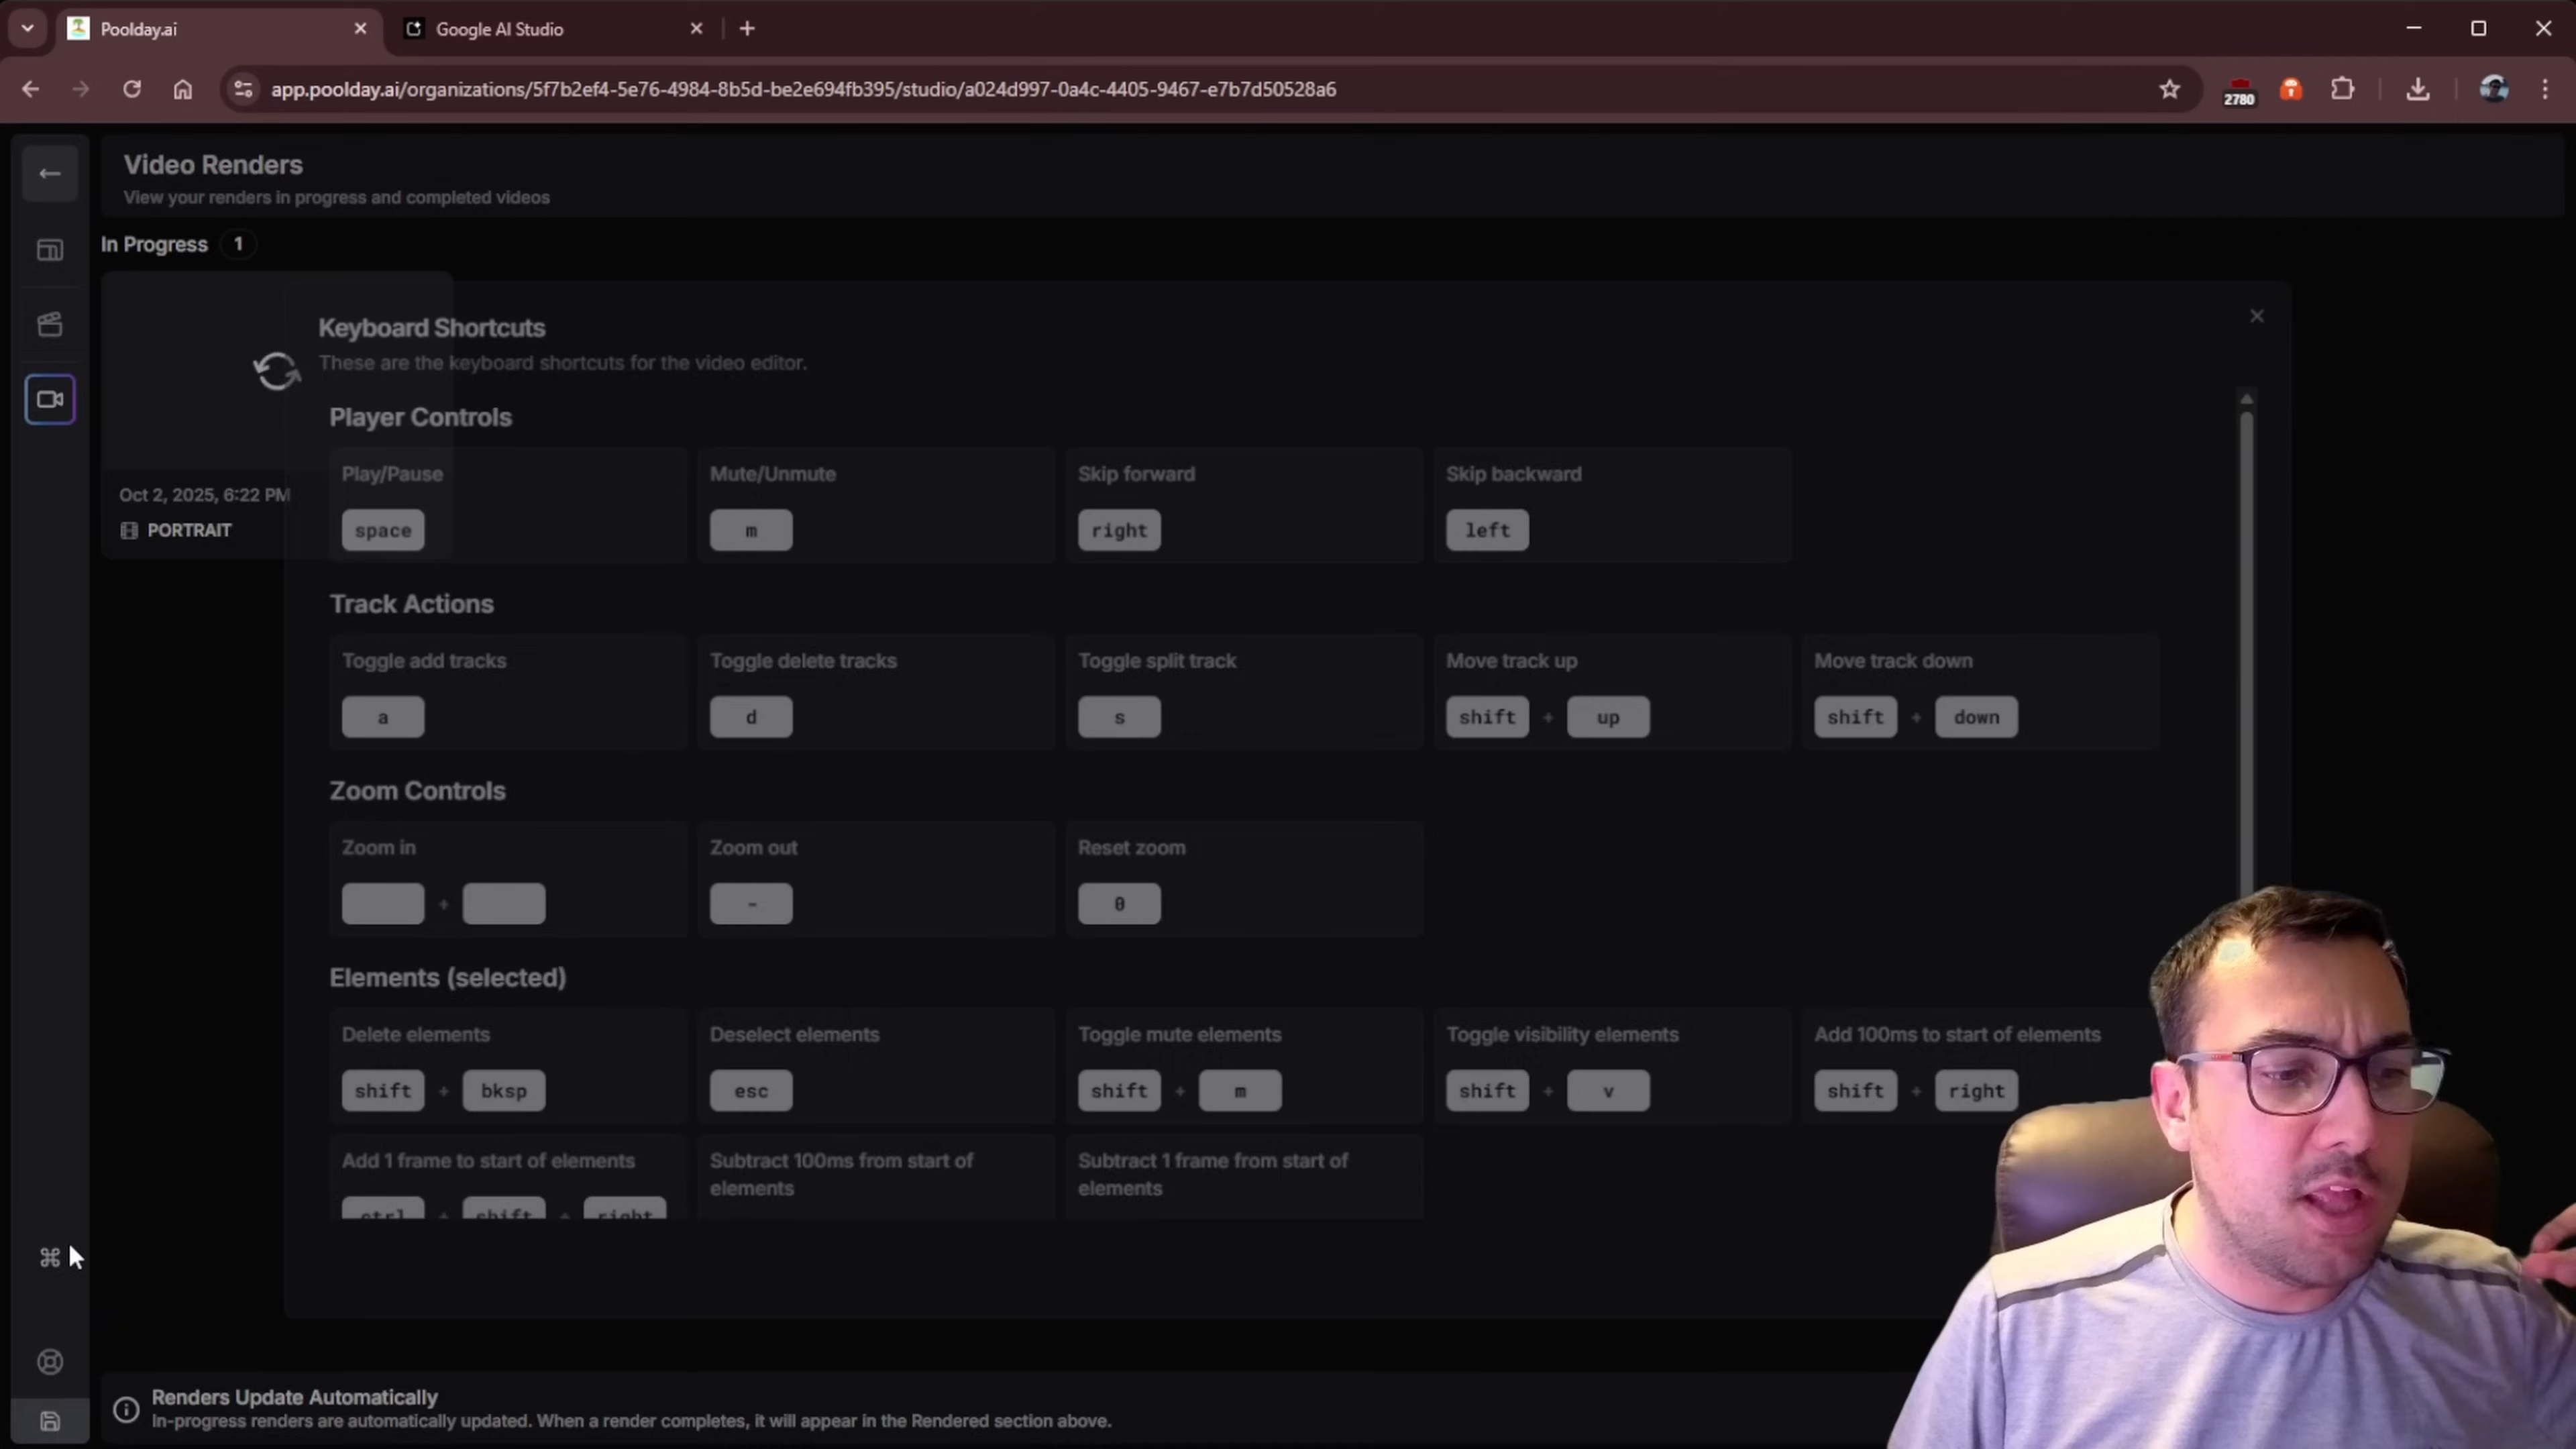 Poolday.ai
Google AI Studio
app.poolday.ai/organizations/5f7b2ef4-5e76-4984-8b5d-be2e694fb395/studio/a024d997-0a4c-4405-9467-e7b7d50528a6
2780
Video Renders
View your renders in progress and completed videos
In Progress 1
Keyboard Shortcuts
These are the keyboard shortcuts for the video editor.
Player Controls
Play/Pause Mute/Unmute Skip forward Skip backward
Oct 2, 2025, 6:22 PM
PORTRAIT
space m right left
Track Actions
Toggle add tracks Toggle delete tracks Toggle split track Move track up Move track down
a d s shift + up shift + down
Zoom Controls
Zoom in Zoom out Reset zoom
+ - 0
Elements (selected)
Delete elements Deselect elements Toggle mute elements Toggle visibility elements Add 100ms to start of elements
shift + bksp esc shift + m shift + v shift + right
Add 1 frame to start of elements Subtract 100ms from start of Subtract 1 frame from start of
elements elements
ctrl + shift + right
Renders Update Automatically
In-progress renders are automatically updated. When a render completes, it will appear in the Rendered section above.